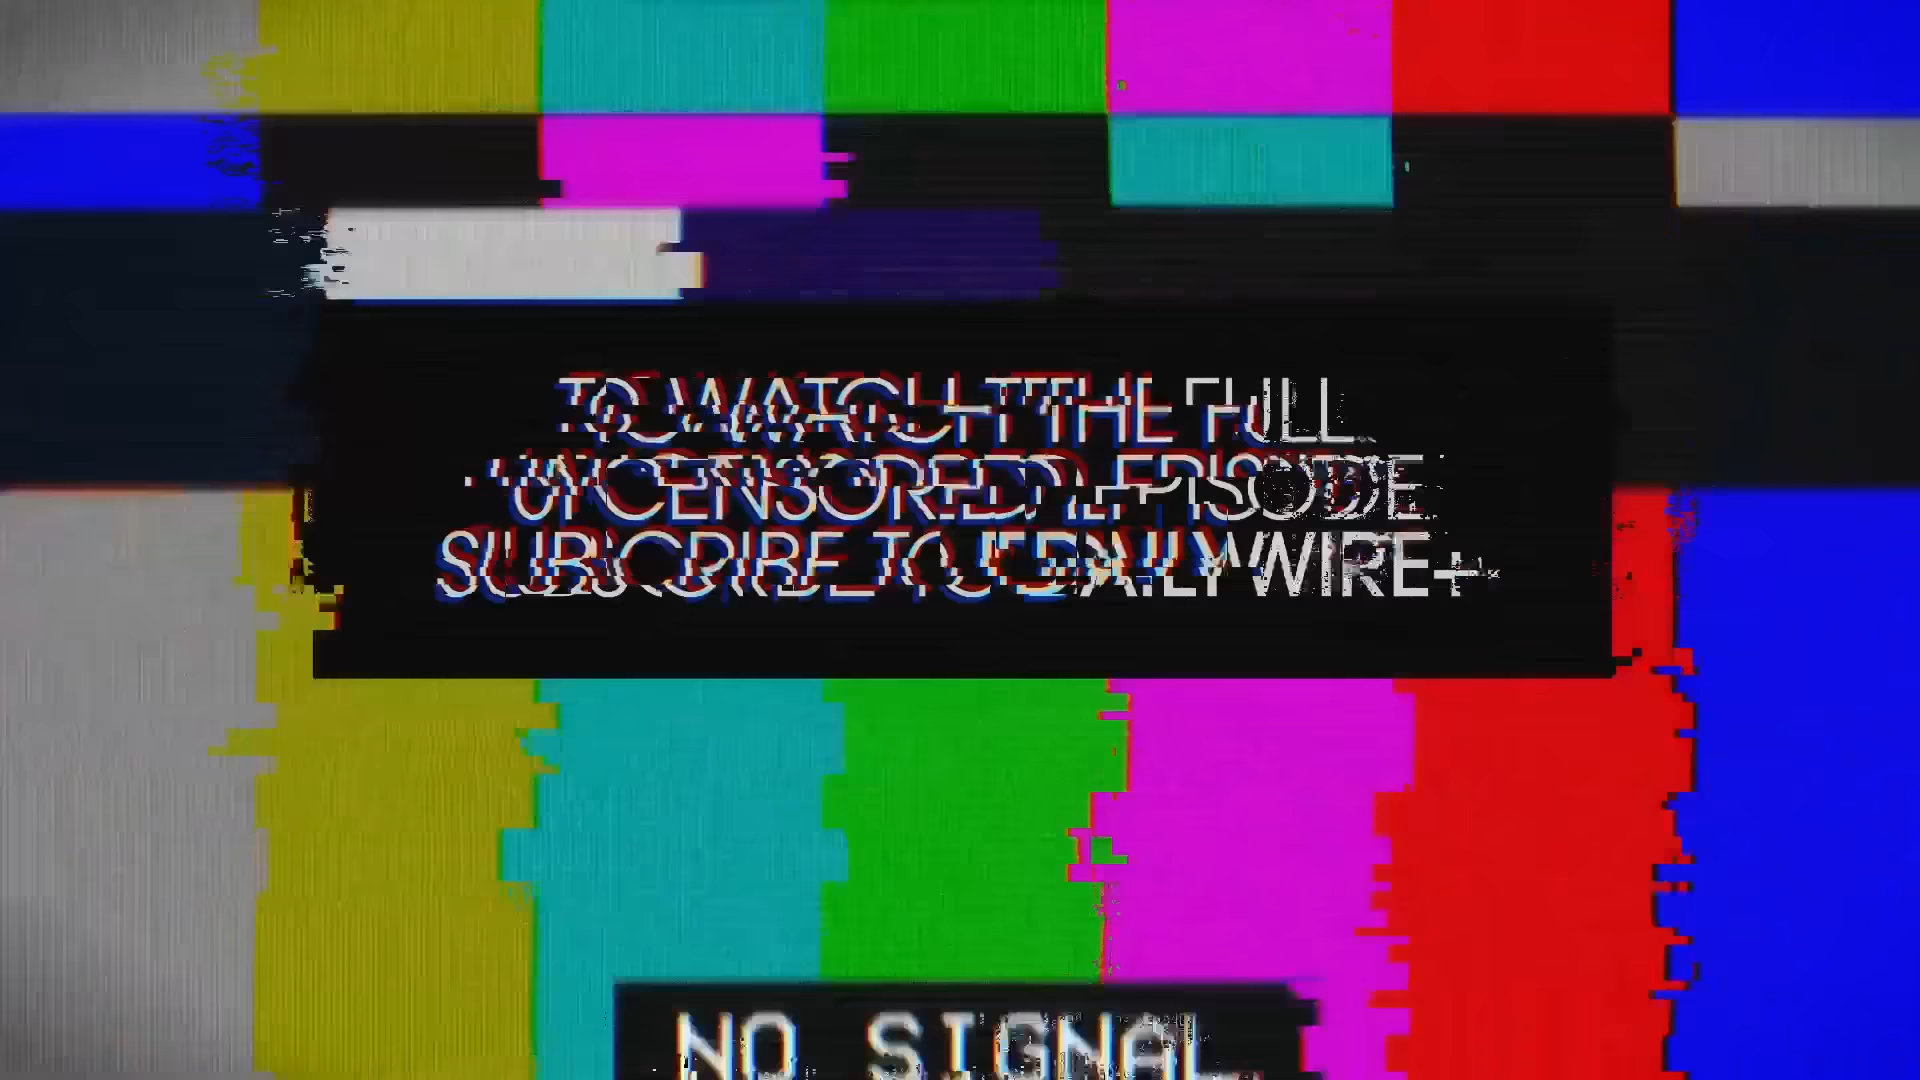 TO WATCH THE FULL
UNCENSORED EPISODE
SUBSCRIBE TO DAILYWIRE+
NO SIGNAL